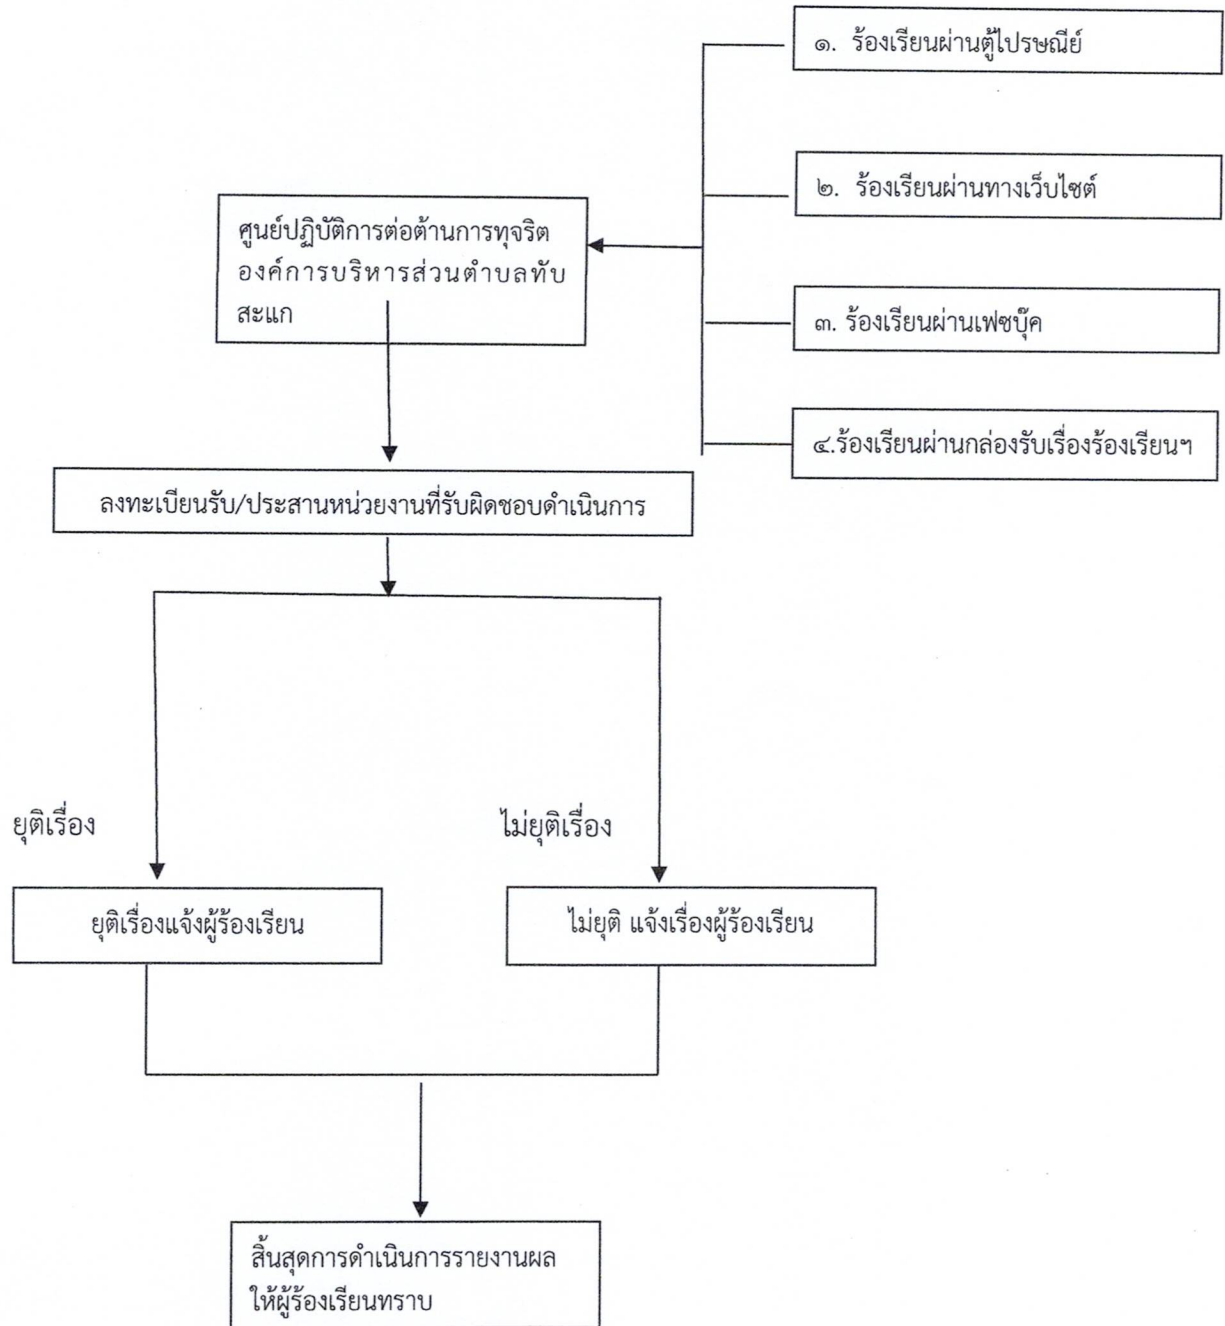 ๑. ร้องเรียนผ่านตู้ไปรษณีย์
๒. ร้องเรียนผ่านทางเว็บไซต์
ศูนย์ปฏิบัติการต่อต้านการทุจริต
องค์การบริหารส่วนตำบลทับ
สะแก
๓. ร้องเรียนผ่านเฟซบุ๊ค
๔.ร้องเรียนผ่านกล่องรับเรื่องร้องเรียนฯ
ลงทะเบียนรับ/ประสานหน่วยงานที่รับผิดชอบดำเนินการ
ยุติเรื่อง
ไม่ยุติเรื่อง
ยุติเรื่องแจ้งผู้ร้องเรียน
ไม่ยุติ แจ้งเรื่องผู้ร้องเรียน
สิ้นสุดการดำเนินการรายงานผล
ให้ผู้ร้องเรียนทราบ